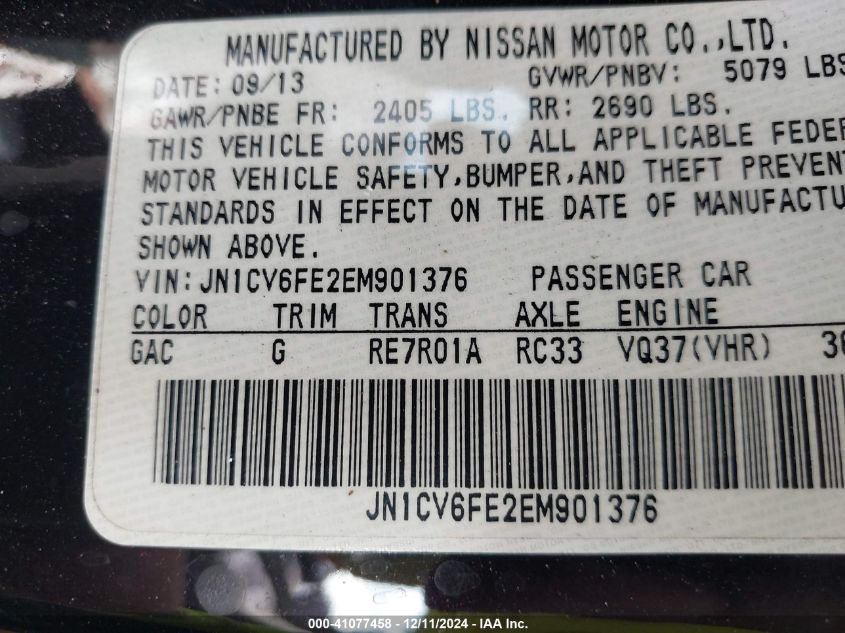 MANUFACTURED BY NISSAN MOTOR CO.,LTD.
DATE: 09/13 GVWR/PNBV: 5079 LBS
GAWR/PNBE FR: 2405 LBS. RR: 2690 LBS.
THIS VEHICLE CONFORMS TO ALL APPLICABLE FEDER
MOTOR VEHICLE SAFETY,BUMPER,AND THEFT PREVENT
STANDARDS IN EFFECT ON THE DATE OF MANUFACTU
SHOWN ABOVE.
VIN:JN1CV6FE2EM901376 PASSENGER CAR
COLOR TRIM TRANS AXLE ENGINE
GAC G RE7R01A RC33 VQ37(VHR)
JN1CV6FE2EM901376
000-41077458 - 12/11/2024 - IAA Inc.